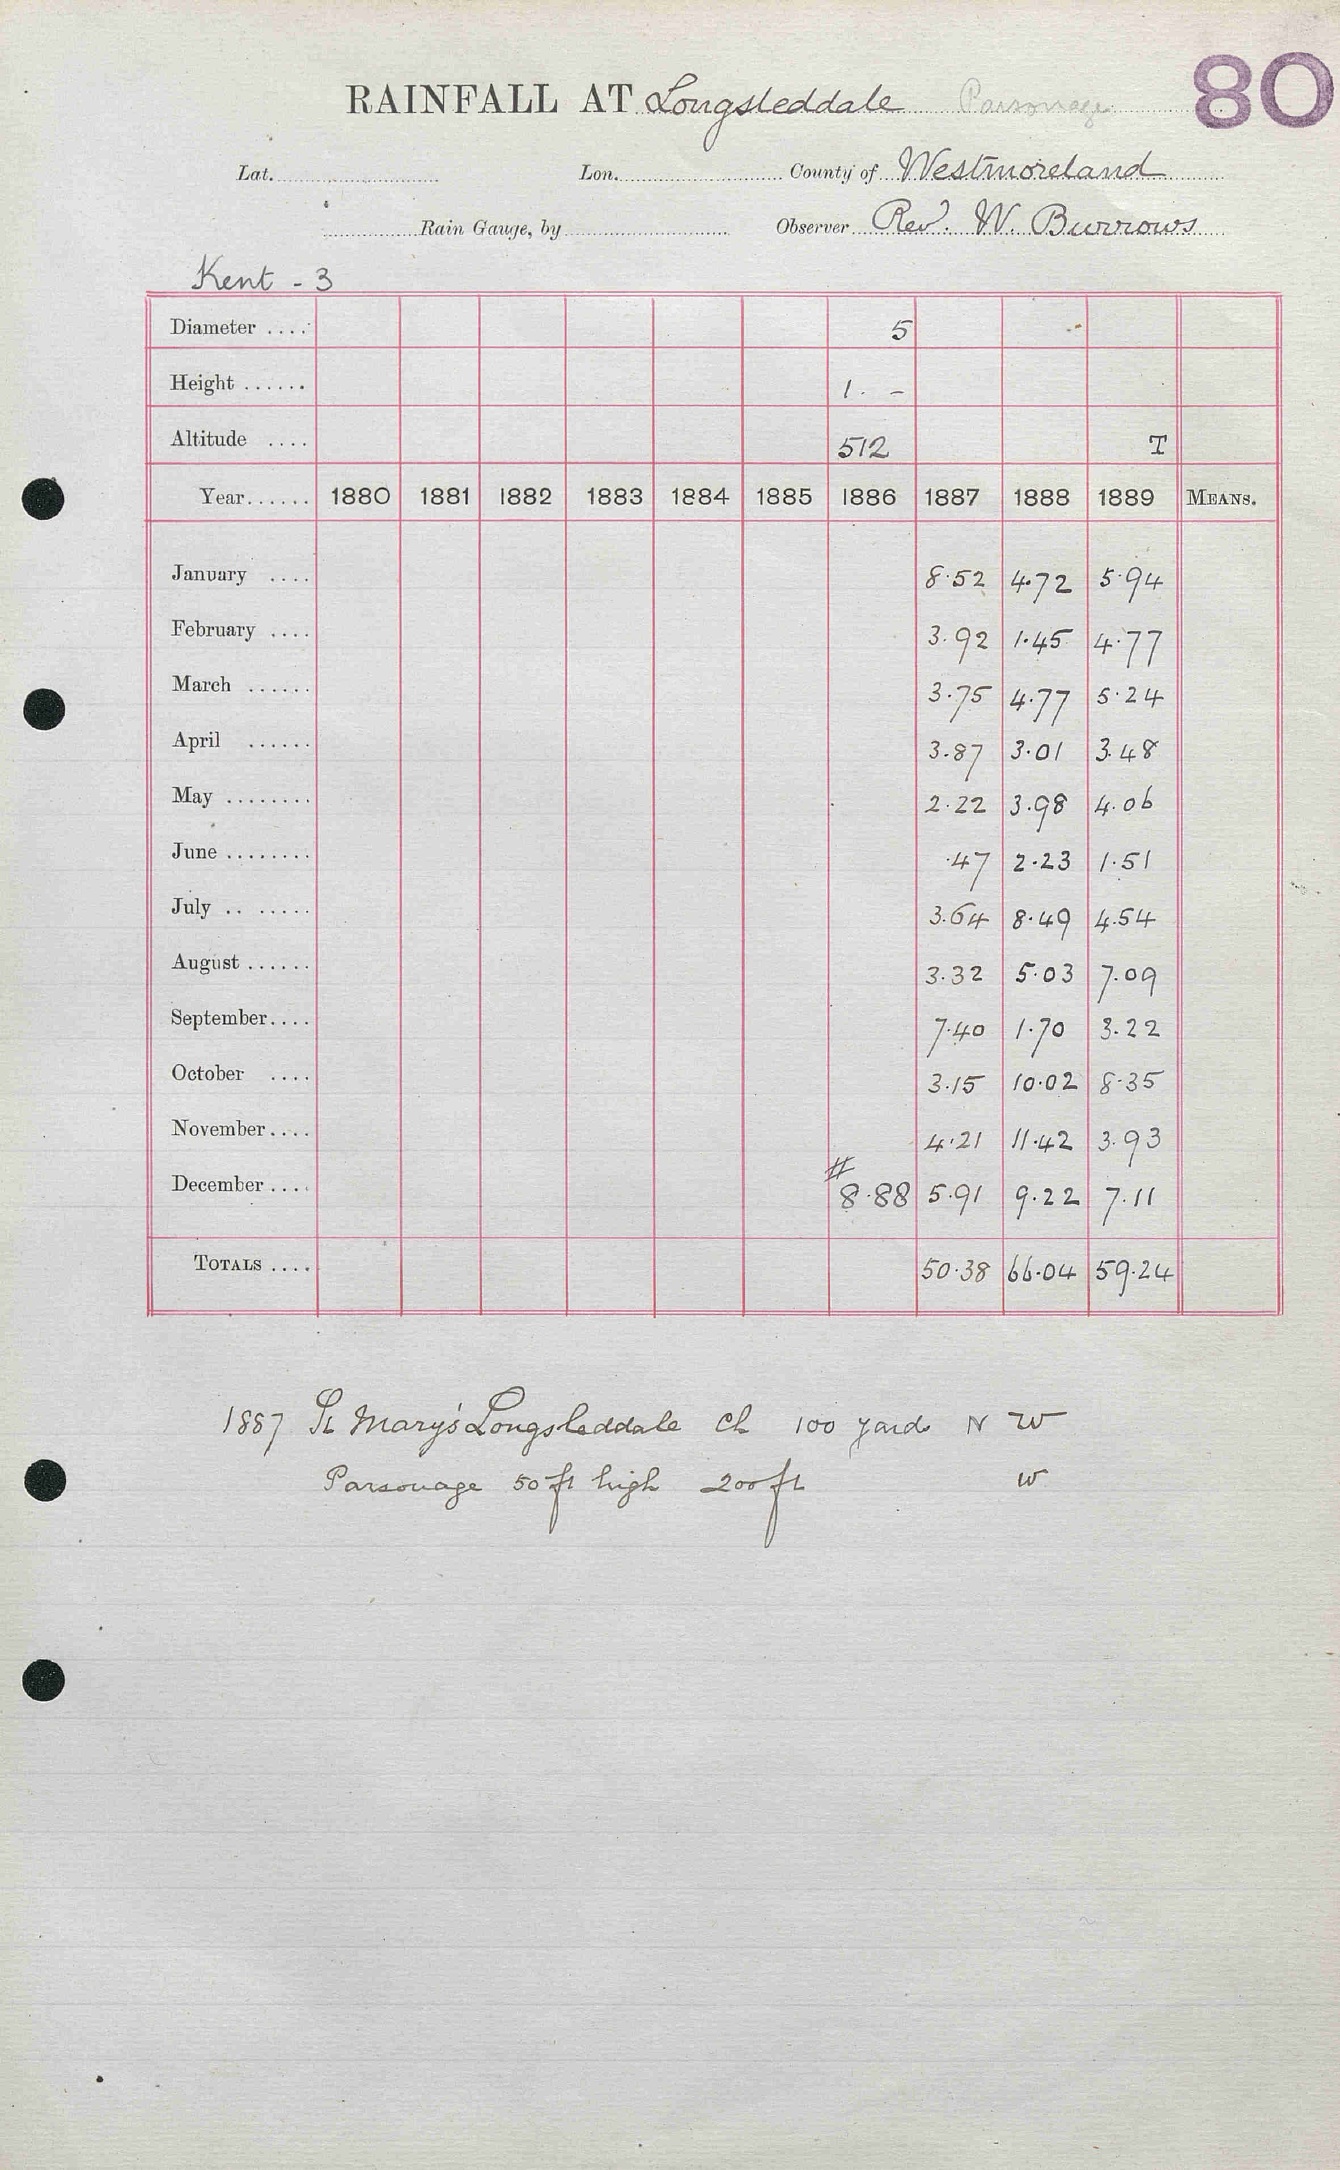 80
RAINFALL AT Longsleddale Parsonage
Lat. Lon. County of Westmoreland
Rain Gauge, by Observer Rev. W. Burrows
Kent - 3
Diameter .... 5
Height ...... 1. -
Altitude .... 512 T
Year...... 1880 1881 1882 1883 1884 1885 1886 1887 1888 1889 MEANS.
January .... 8.52 4.72 5.94
February .... 3.92 1.45 4.77
March ...... 3.75 4.77 5.24
April ...... 3.87 3.01 3.48
May ........ 2.22 3.98 4.06
June ........ .47 2.23 1.51
July .. ..... 3.64 8.49 4.54
August ...... 3.32 5.03 7.09
September.... 7.40 1.70 3.22
October .... 3.15 10.02 8.35
November.... 4.21 11.42 3.93
December .... # 8.88 5.91 9.22 7.11
TOTALS .... 50.38 66.04 59.24
1887 St Mary's Longsleddale Ch 100 yards N W
Parsonage 50 ft high 200 ft W